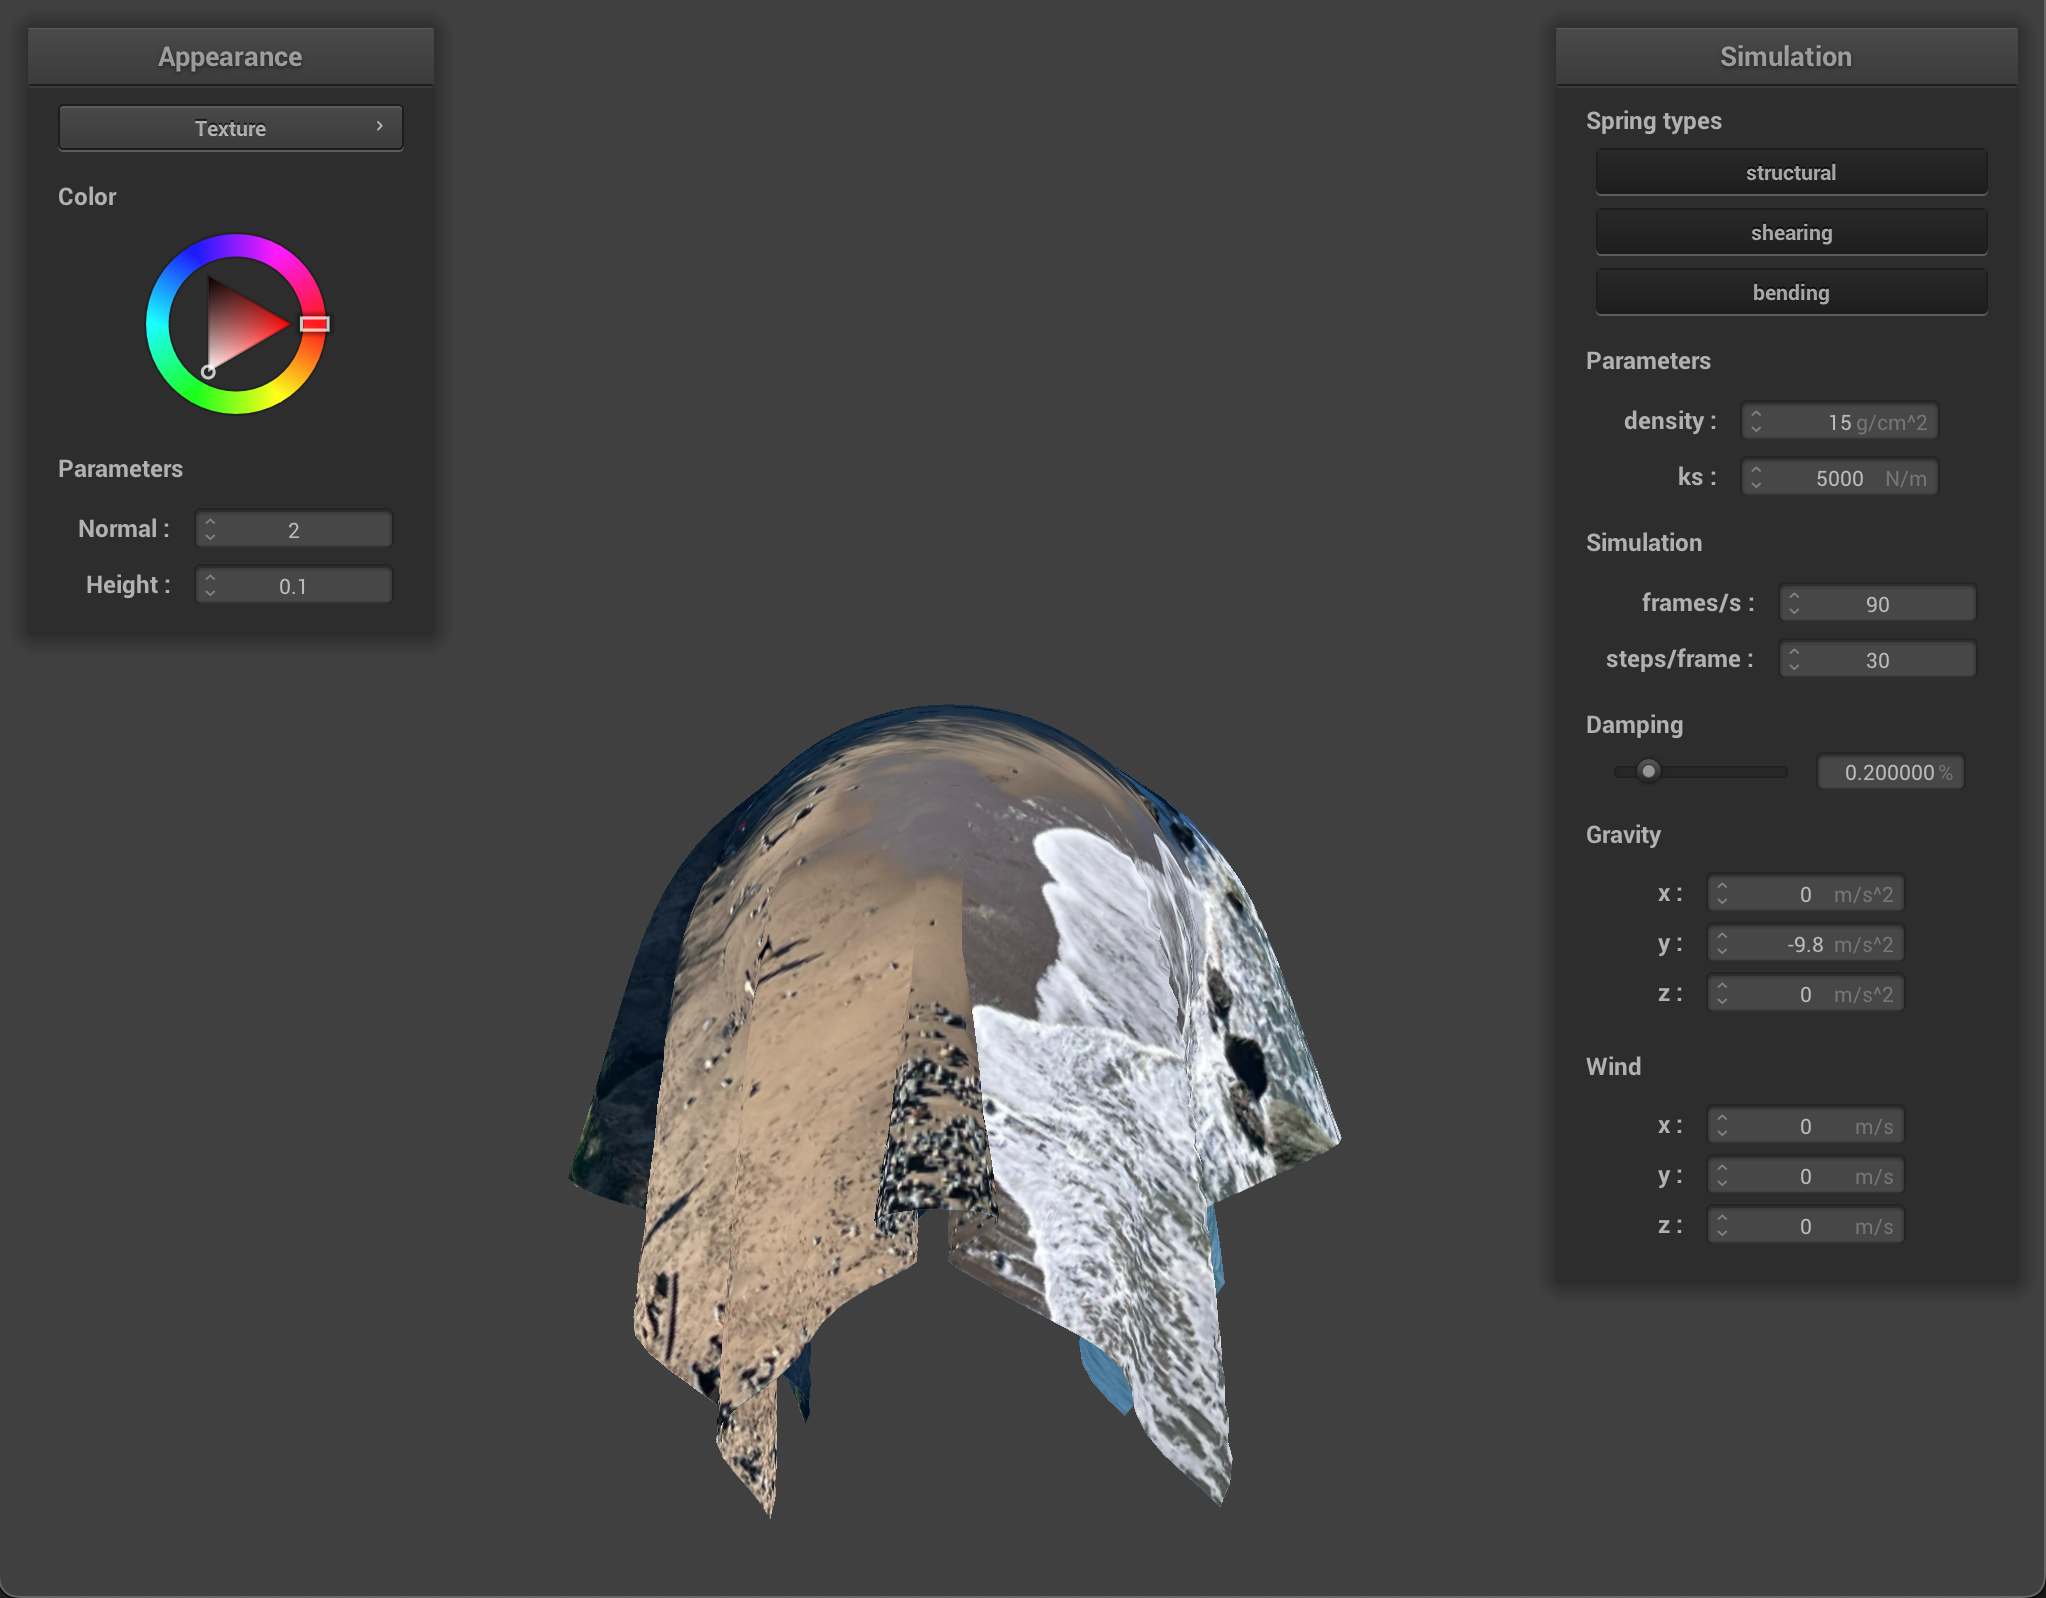 Appearance
Texture
Color
Parameters
Normal : 2
Height : 0.1
Simulation
Spring types
structural
shearing
bending
Parameters
density : 15 g/cm^2
ks : 5000 N/m
Simulation
frames/s : 90
steps/frame : 30
Damping
0.200000 %
Gravity
x : 0 m/s^2
y : -9.8 m/s^2
z : 0 m/s^2
Wind
x : 0 m/s
y : 0 m/s
z : 0 m/s